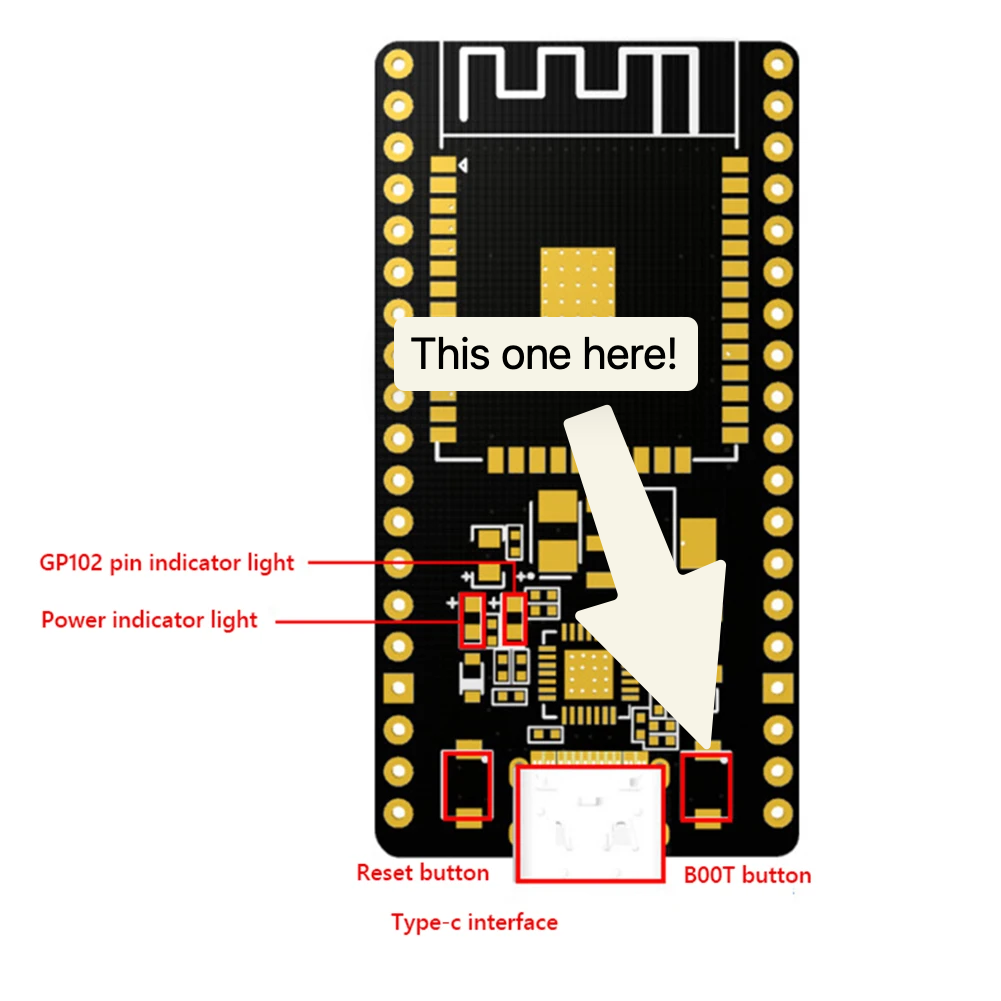 This one here!
GP102 pin indicator light
Power indicator light
Reset button
B00T button
Type-c interface